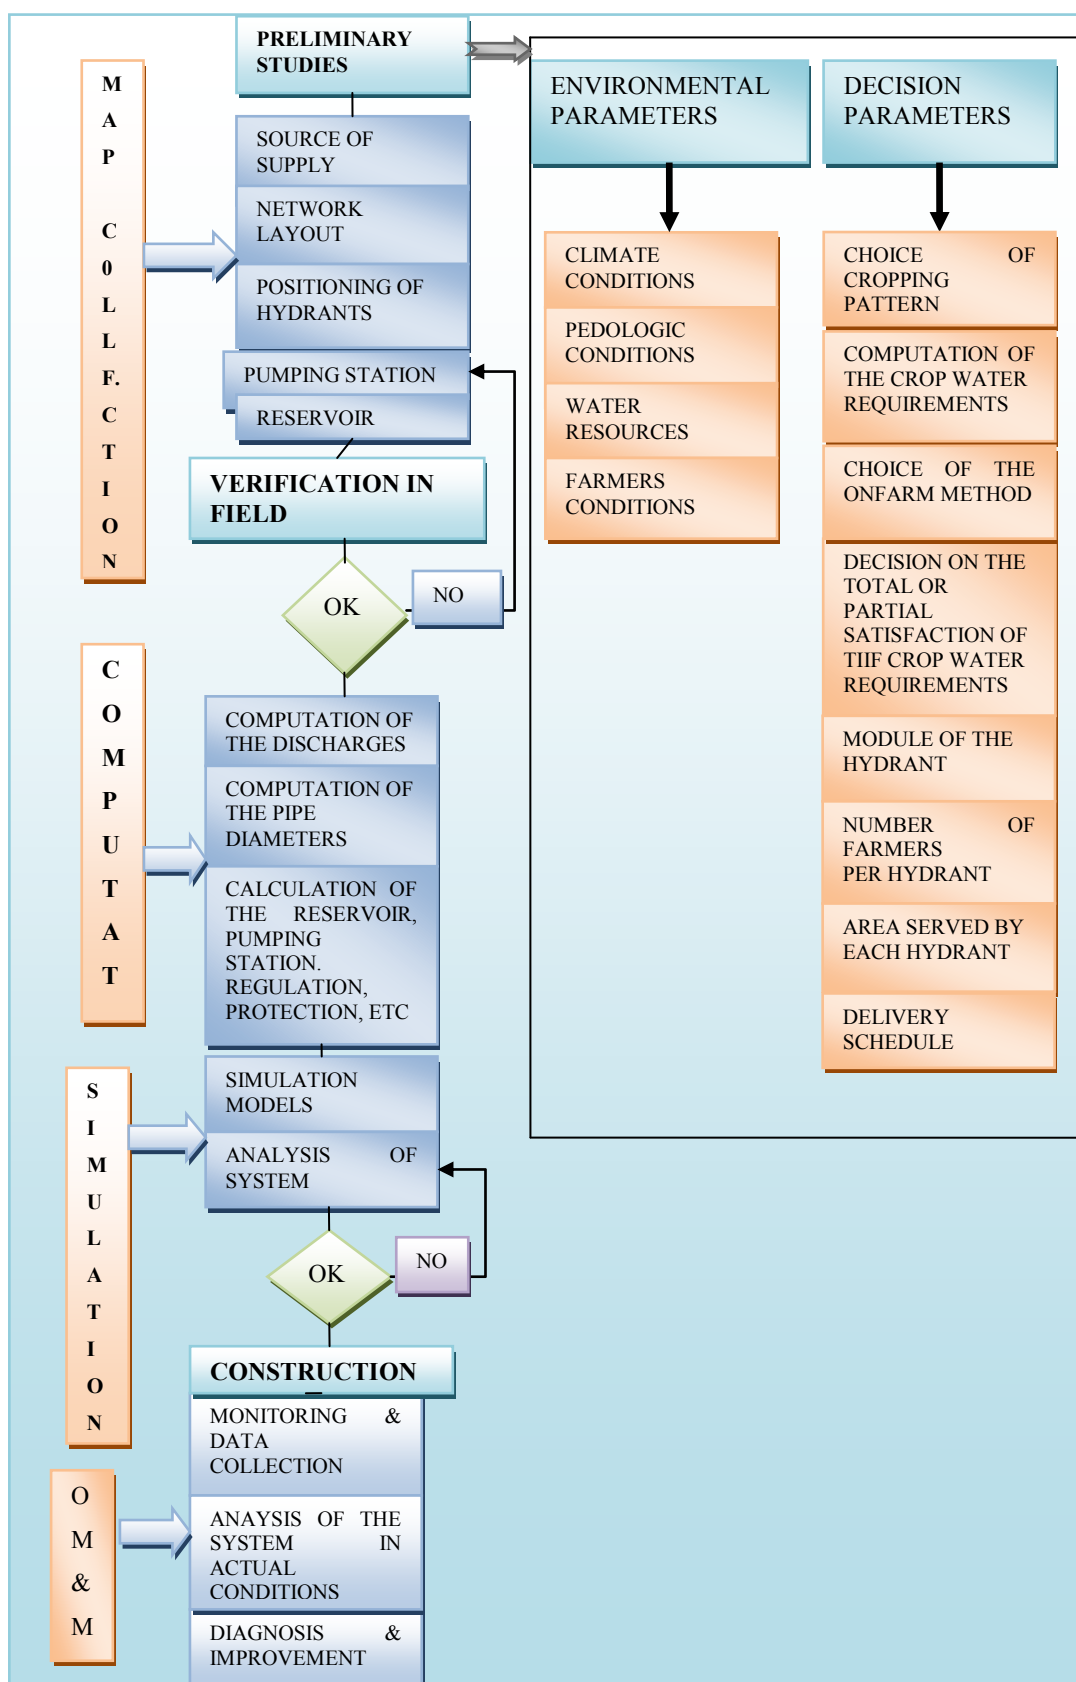 PRELIMINARY
STUDIES
MAP C0LLF.CTION
SOURCE OF
SUPPLY
NETWORK
LAYOUT
POSITIONING OF
HYDRANTS
PUMPING STATION
RESERVOIR
VERIFICATION IN
FIELD
OK
NO
COMPUTAT
COMPUTATION OF
THE DISCHARGES
COMPUTATION OF
THE PIPE
DIAMETERS
CALCULATION OF
THE RESERVOIR,
PUMPING
STATION.
REGULATION,
PROTECTION, ETC
SIMULATION
SIMULATION
MODELS
ANALYSIS OF
SYSTEM
OK
NO
CONSTRUCTION
O M & M
MONITORING &
DATA
COLLECTION
ANAYSIS OF THE
SYSTEM IN
ACTUAL
CONDITIONS
DIAGNOSIS &
IMPROVEMENT
ENVIRONMENTAL
PARAMETERS
CLIMATE
CONDITIONS
PEDOLOGIC
CONDITIONS
WATER
RESOURCES
FARMERS
CONDITIONS
DECISION
PARAMETERS
CHOICE OF
CROPPING
PATTERN
COMPUTATION OF
THE CROP WATER
REQUIREMENTS
CHOICE OF THE
ONFARM METHOD
DECISION ON THE
TOTAL OR
PARTIAL
SATISFACTION OF
TIIF CROP WATER
REQUIREMENTS
MODULE OF THE
HYDRANT
NUMBER OF
FARMERS
PER HYDRANT
AREA SERVED BY
EACH HYDRANT
DELIVERY
SCHEDULE